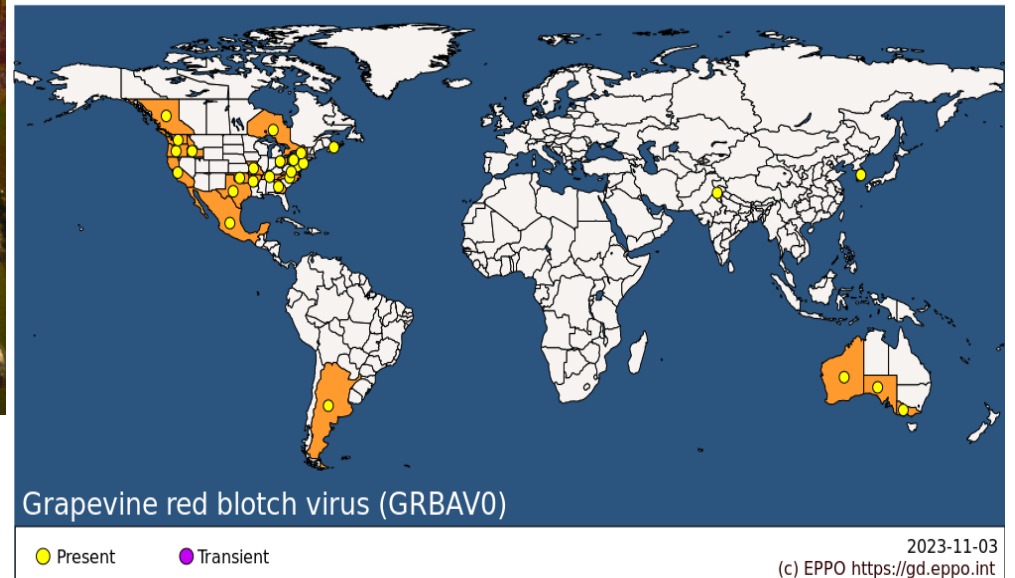 Grapevine red blotch virus (GRBAV0)
Present
Transient
2023-11-03
(c) EPPO https://gd.eppo.int